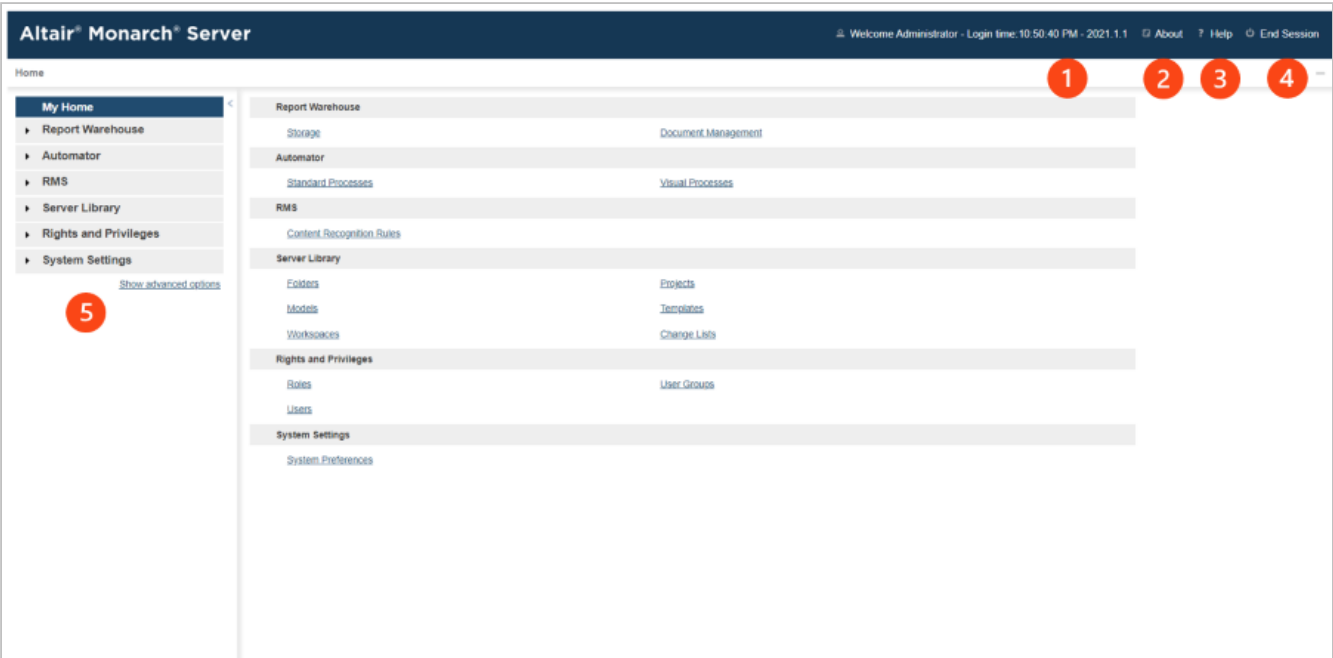 Altair® Monarch® Server
Welcome Administrator - Login time:10:50:40 PM - 2021.1.1 About ? Help End Session
Home
1 2 3 4
My Home
Report Warehouse
Automator
RMS
Server Library
Rights and Privileges
System Settings
Show advanced options
5
Report Warehouse
Storage Document Management
Automator
Standard Processes Visual Processes
RMS
Content Recognition Rules
Server Library
Folders Projects
Models Templates
Workspaces Change Lists
Rights and Privileges
Roles User Groups
Users
System Settings
System Preferences